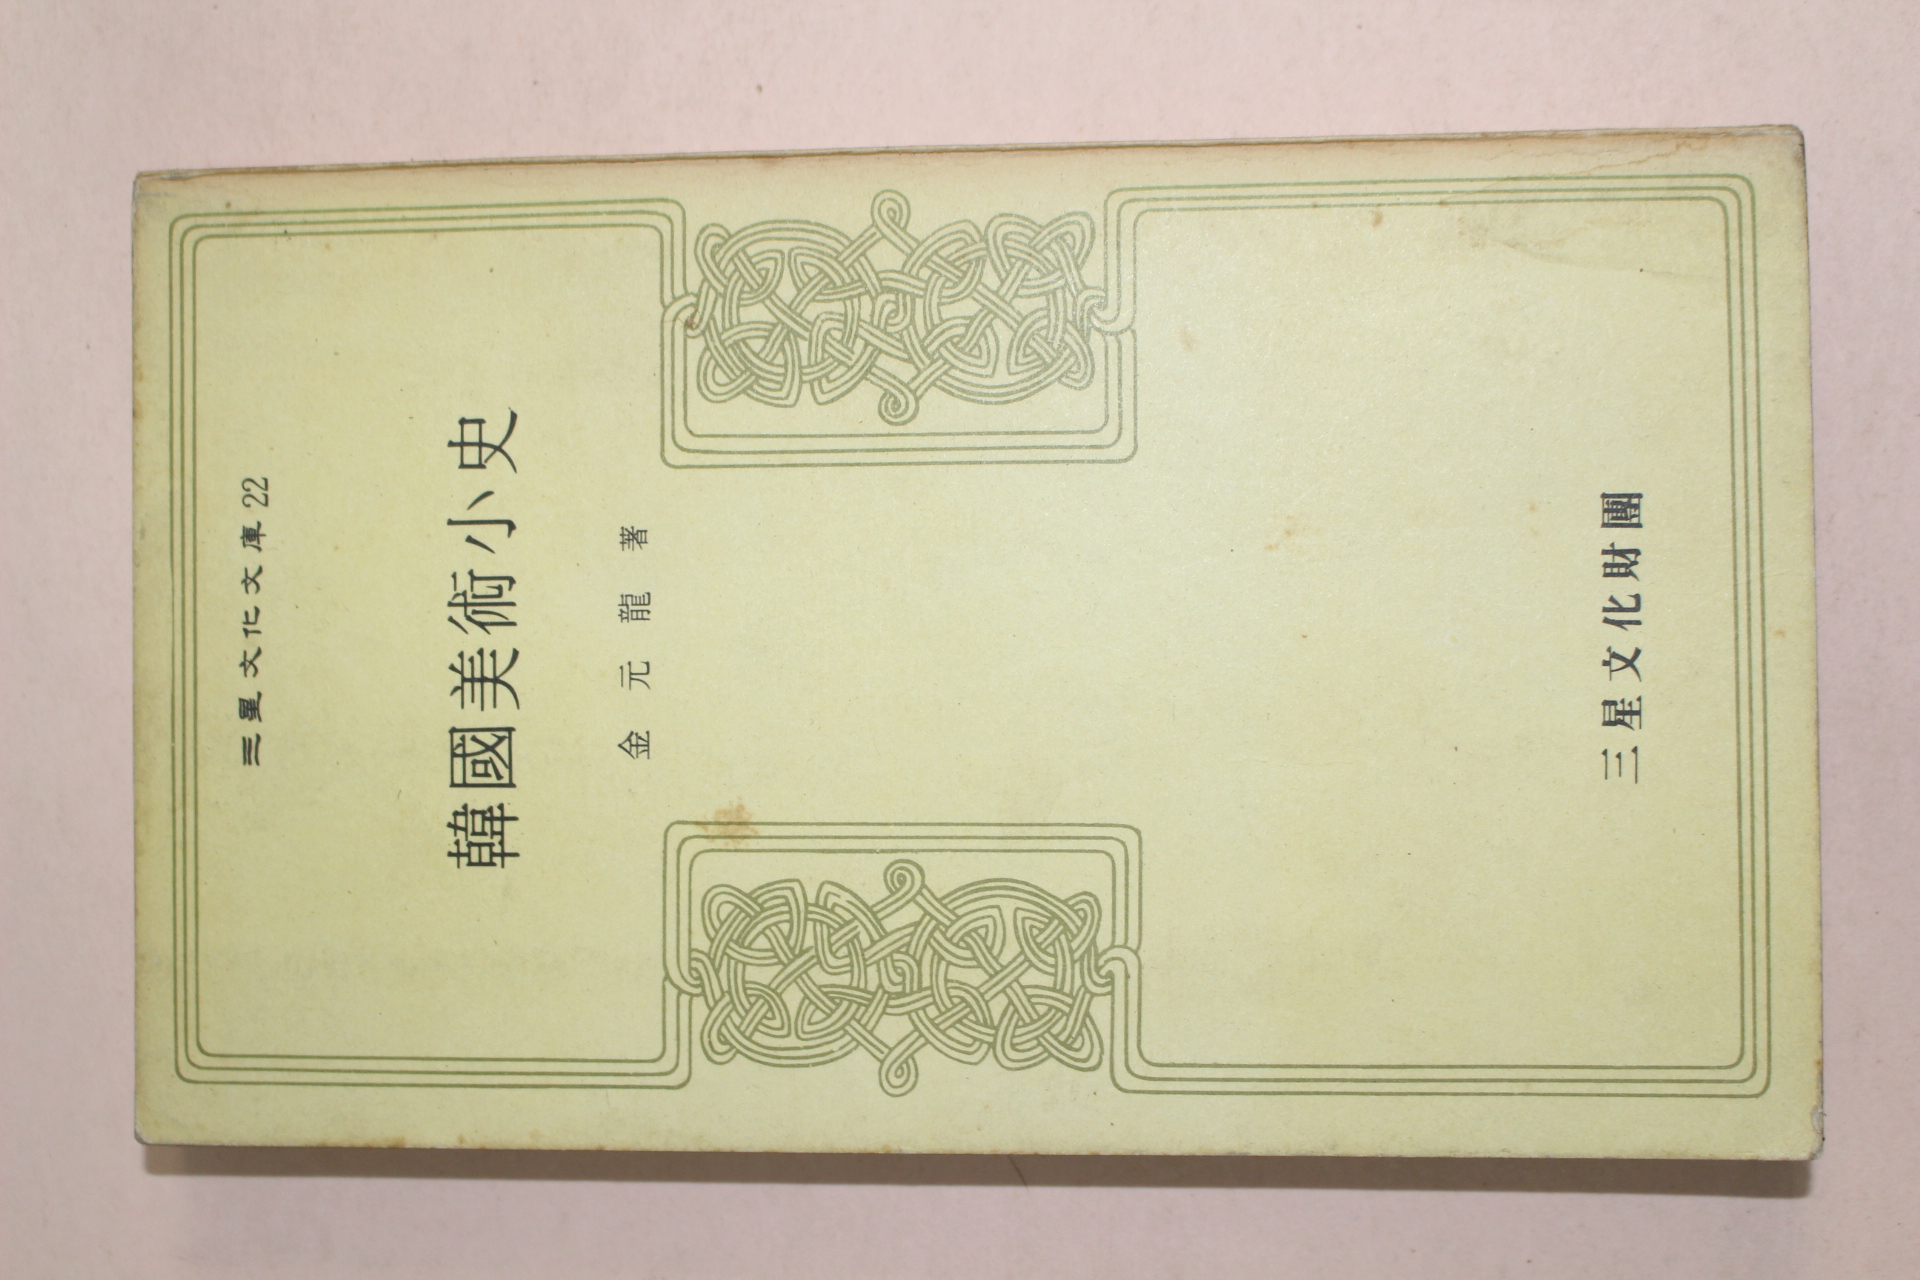 三星文化文庫 22
韓國美術小史
金元龍 著
三星文化財團